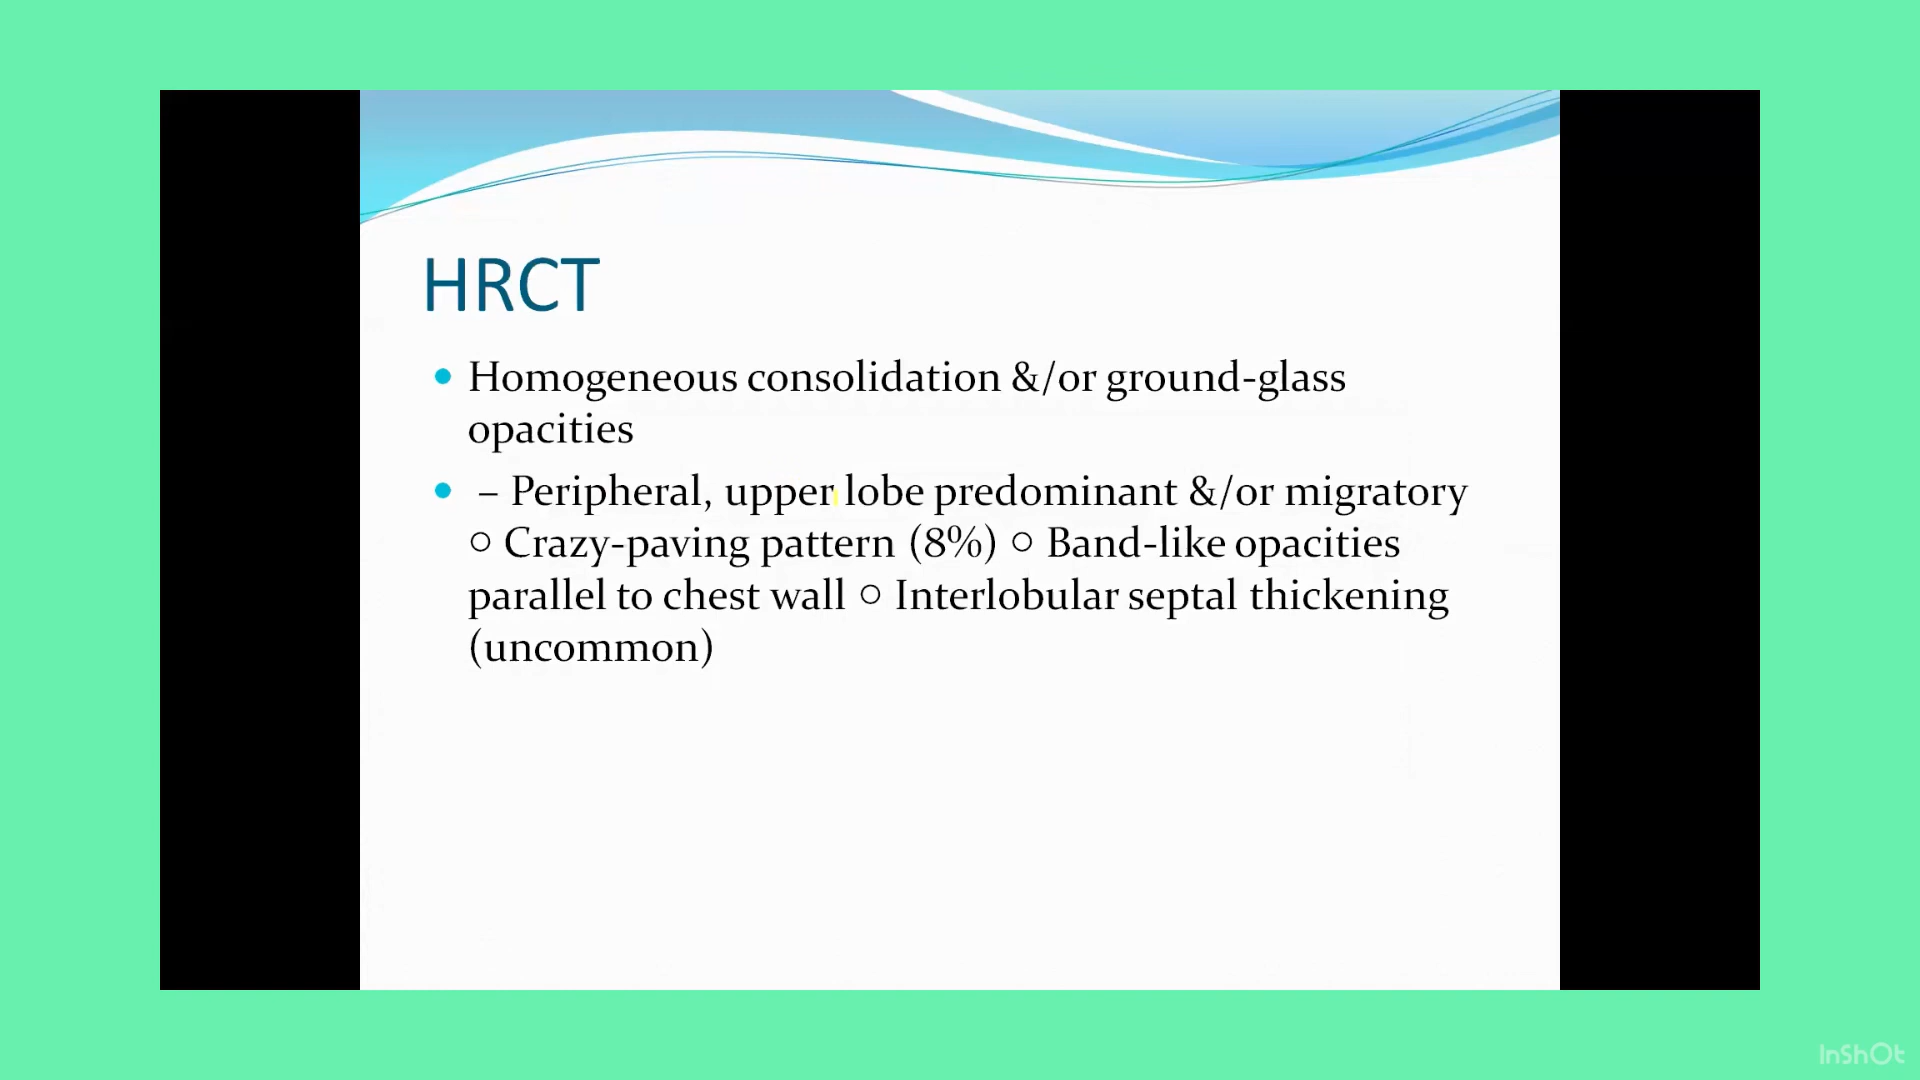 HRCT
• Homogeneous consolidation &/or ground-glass
opacities
• – Peripheral, upper lobe predominant &/or migratory
○ Crazy-paving pattern (8%) ○ Band-like opacities
parallel to chest wall ○ Interlobular septal thickening
(uncommon)
InShOt